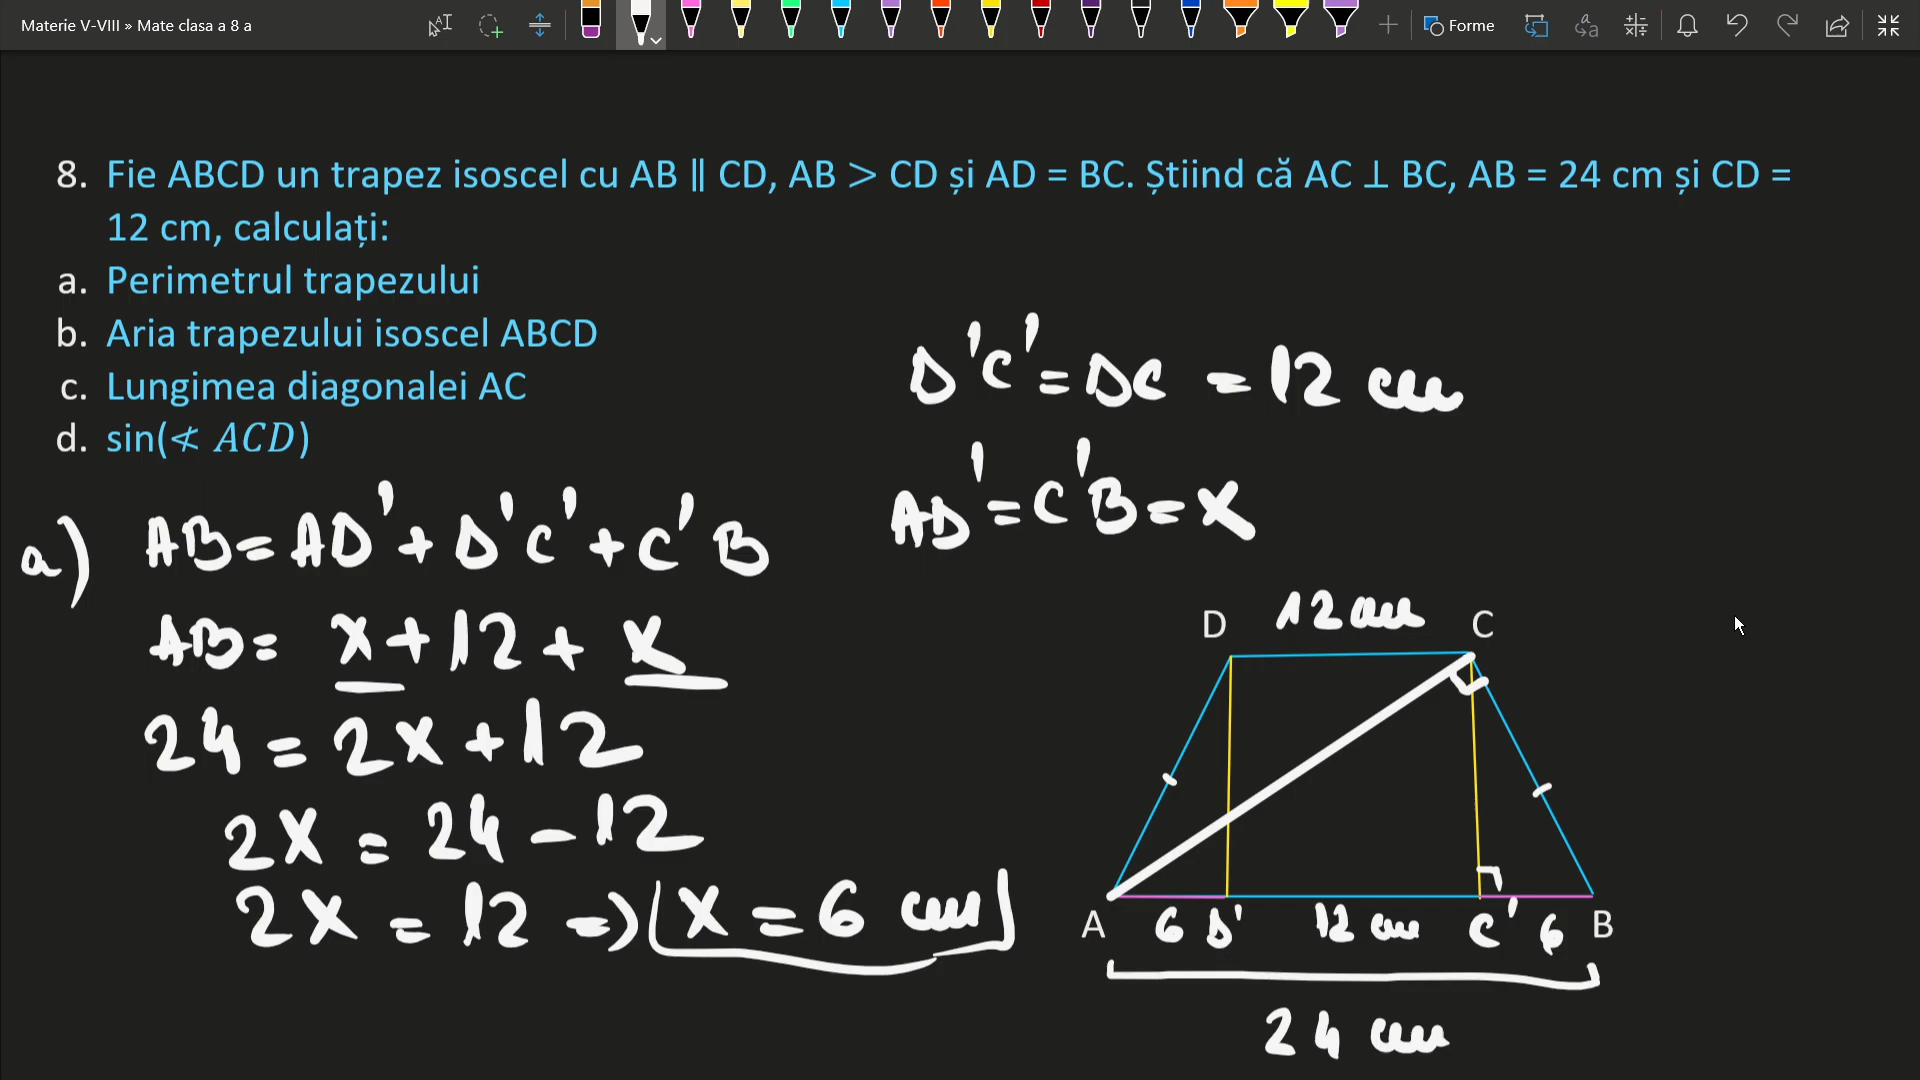 Materie V-VIII » Mate clasa a 8 a
Forme
8. Fie ABCD un trapez isoscel cu AB ∥ CD, AB > CD și AD = BC. Știind că AC ⊥ BC, AB = 24 cm și CD =
12 cm, calculați:
a. Perimetrul trapezului
b. Aria trapezului isoscel ABCD
c. Lungimea diagonalei AC
d. sin(∢ ACD)
D'C' = DC = 12 cm
AD' = C'B = x
a) AB = AD' + D'C' + C'B
AB = x + 12 + x
24 = 2x + 12
2x = 24 - 12
2x = 12 => x = 6 cm
D 12 cm C
A 6 D' 12 cm C' 6 B
24 cm